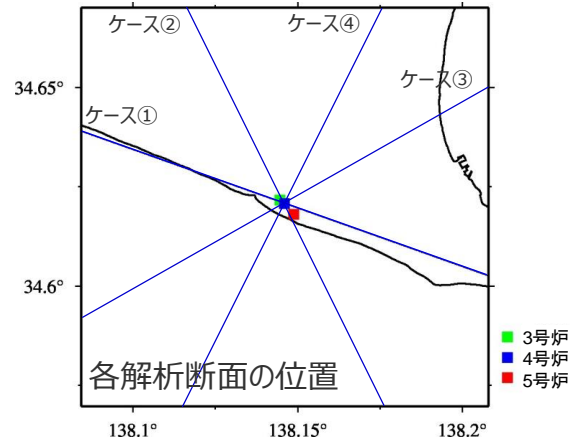 ケース②
ケース④
34.65°
ケース③
ケース①
34.6°
3号炉
4号炉
5号炉
各解析断面の位置
138.1°
138.15°
138.2°